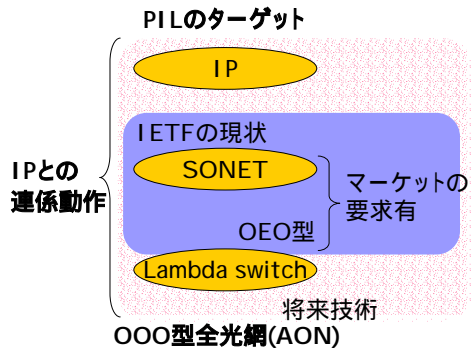 PILのターゲット
IP
IETFの現状
IPとの
連係動作
SONET
マーケットの
要求有
OEO型
Lambda switch
将来技術
OOO型全光網(AON)